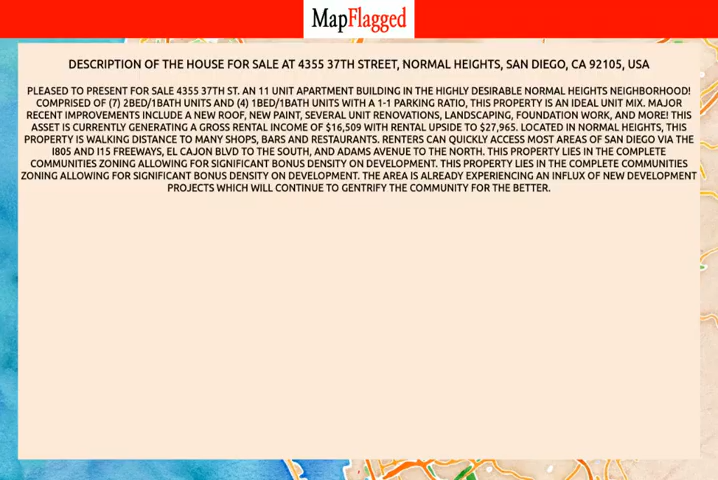 MapFlagged
DESCRIPTION OF THE HOUSE FOR SALE AT 4355 37TH STREET, NORMAL HEIGHTS, SAN DIEGO, CA 92105, USA
PLEASED TO PRESENT FOR SALE 4355 37TH ST. AN 11 UNIT APARTMENT BUILDING IN THE HIGHLY DESIRABLE NORMAL HEIGHTS NEIGHBORHOOD!
COMPRISED OF (7) 2BED/1BATH UNITS AND (4) 1BED/1BATH UNITS WITH A 1-1 PARKING RATIO, THIS PROPERTY IS AN IDEAL UNIT MIX. MAJOR
RECENT IMPROVEMENTS INCLUDE A NEW ROOF, NEW PAINT, SEVERAL UNIT RENOVATIONS, LANDSCAPING, FOUNDATION WORK, AND MORE! THIS
ASSET IS CURRENTLY GENERATING A GROSS RENTAL INCOME OF $16,509 WITH RENTAL UPSIDE TO $27,965. LOCATED IN NORMAL HEIGHTS, THIS
PROPERTY IS WALKING DISTANCE TO MANY SHOPS, BARS AND RESTAURANTS. RENTERS CAN QUICKLY ACCESS MOST AREAS OF SAN DIEGO VIA THE
I805 AND I15 FREEWAYS, EL CAJON BLVD TO THE SOUTH, AND ADAMS AVENUE TO THE NORTH. THIS PROPERTY LIES IN THE COMPLETE
COMMUNITIES ZONING ALLOWING FOR SIGNIFICANT BONUS DENSITY ON DEVELOPMENT. THIS PROPERTY LIES IN THE COMPLETE COMMUNITIES
ZONING ALLOWING FOR SIGNIFICANT BONUS DENSITY ON DEVELOPMENT. THE AREA IS ALREADY EXPERIENCING AN INFLUX OF NEW DEVELOPMENT
PROJECTS WHICH WILL CONTINUE TO GENTRIFY THE COMMUNITY FOR THE BETTER.